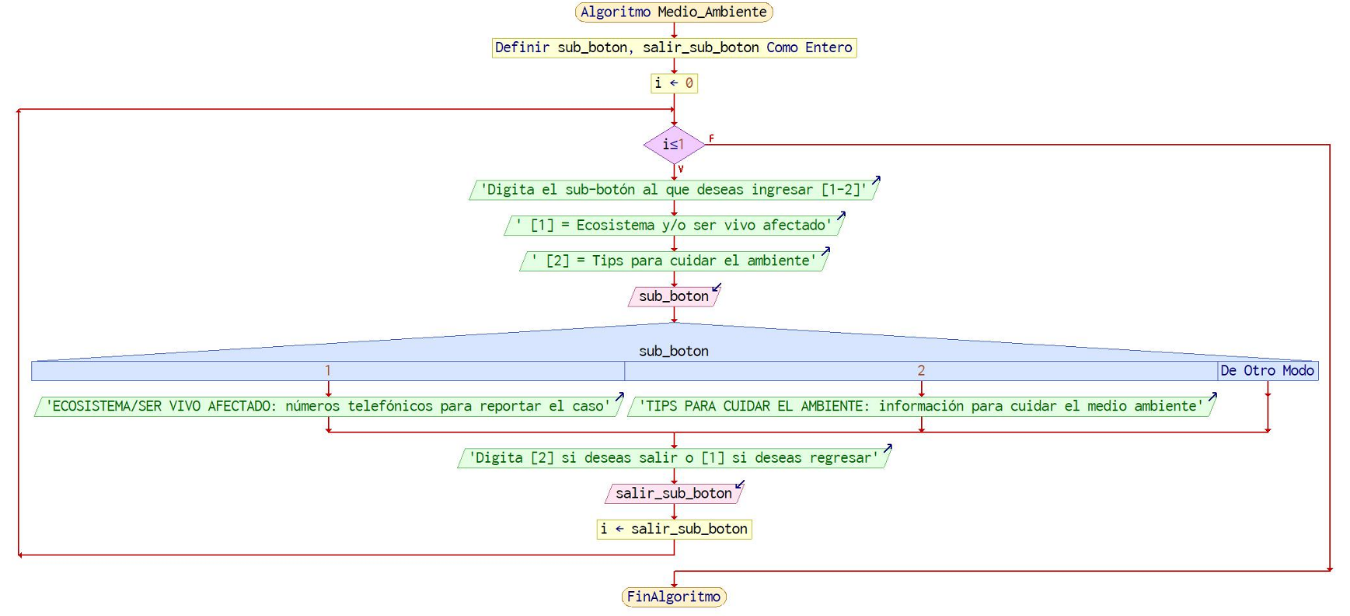 Algoritmo Medio_Ambiente
Definir sub_boton, salir_sub_boton Como Entero
i ← 0
i≤1
F
V
'Digita el sub-botón al que deseas ingresar [1-2]'
' [1] = Ecosistema y/o ser vivo afectado'
' [2] = Tips para cuidar el ambiente'
sub_boton
sub_boton
1 2 De Otro Modo
'ECOSISTEMA/SER VIVO AFECTADO: números telefónicos para reportar el caso' 'TIPS PARA CUIDAR EL AMBIENTE: información para cuidar el medio ambiente'
'Digita [2] si deseas salir o [1] si deseas regresar'
salir_sub_boton
i ← salir_sub_boton
FinAlgoritmo